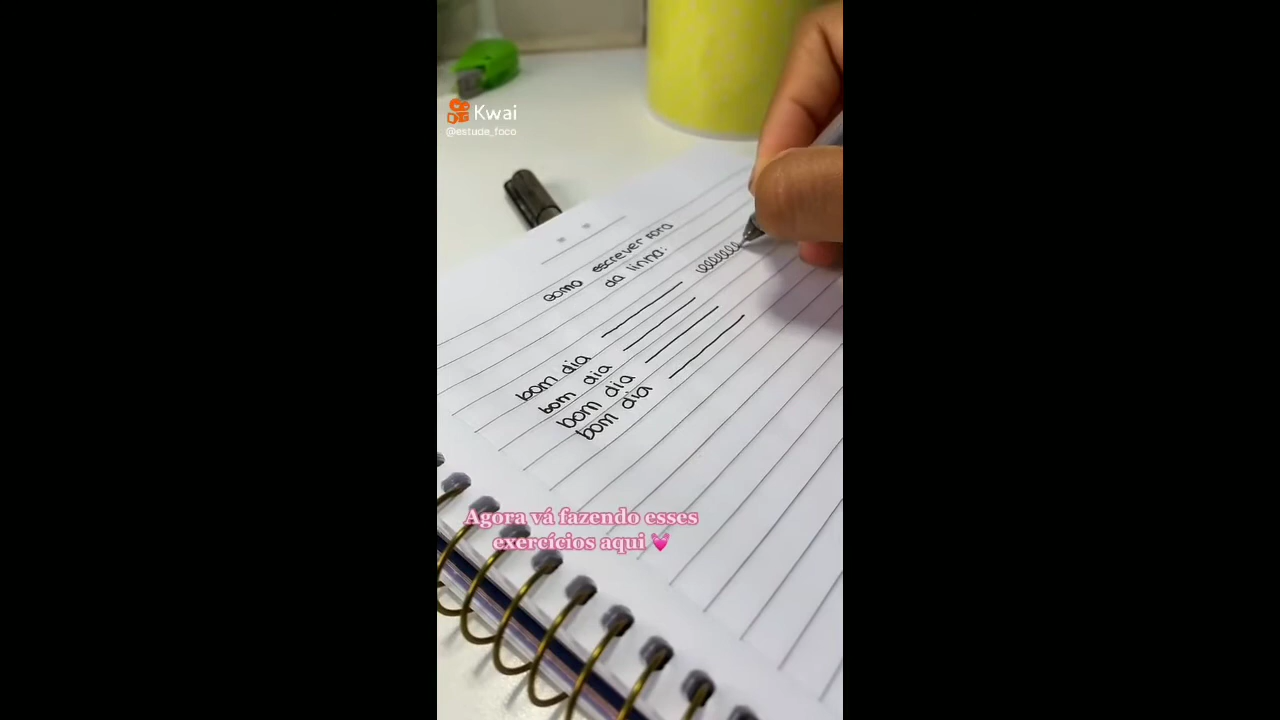 Kwai
@estude_foco
como escrever fora
da linha:
bom dia
bom dia
bom dia
bom dia
Agora vá fazendo esses
exercícios aqui 💓